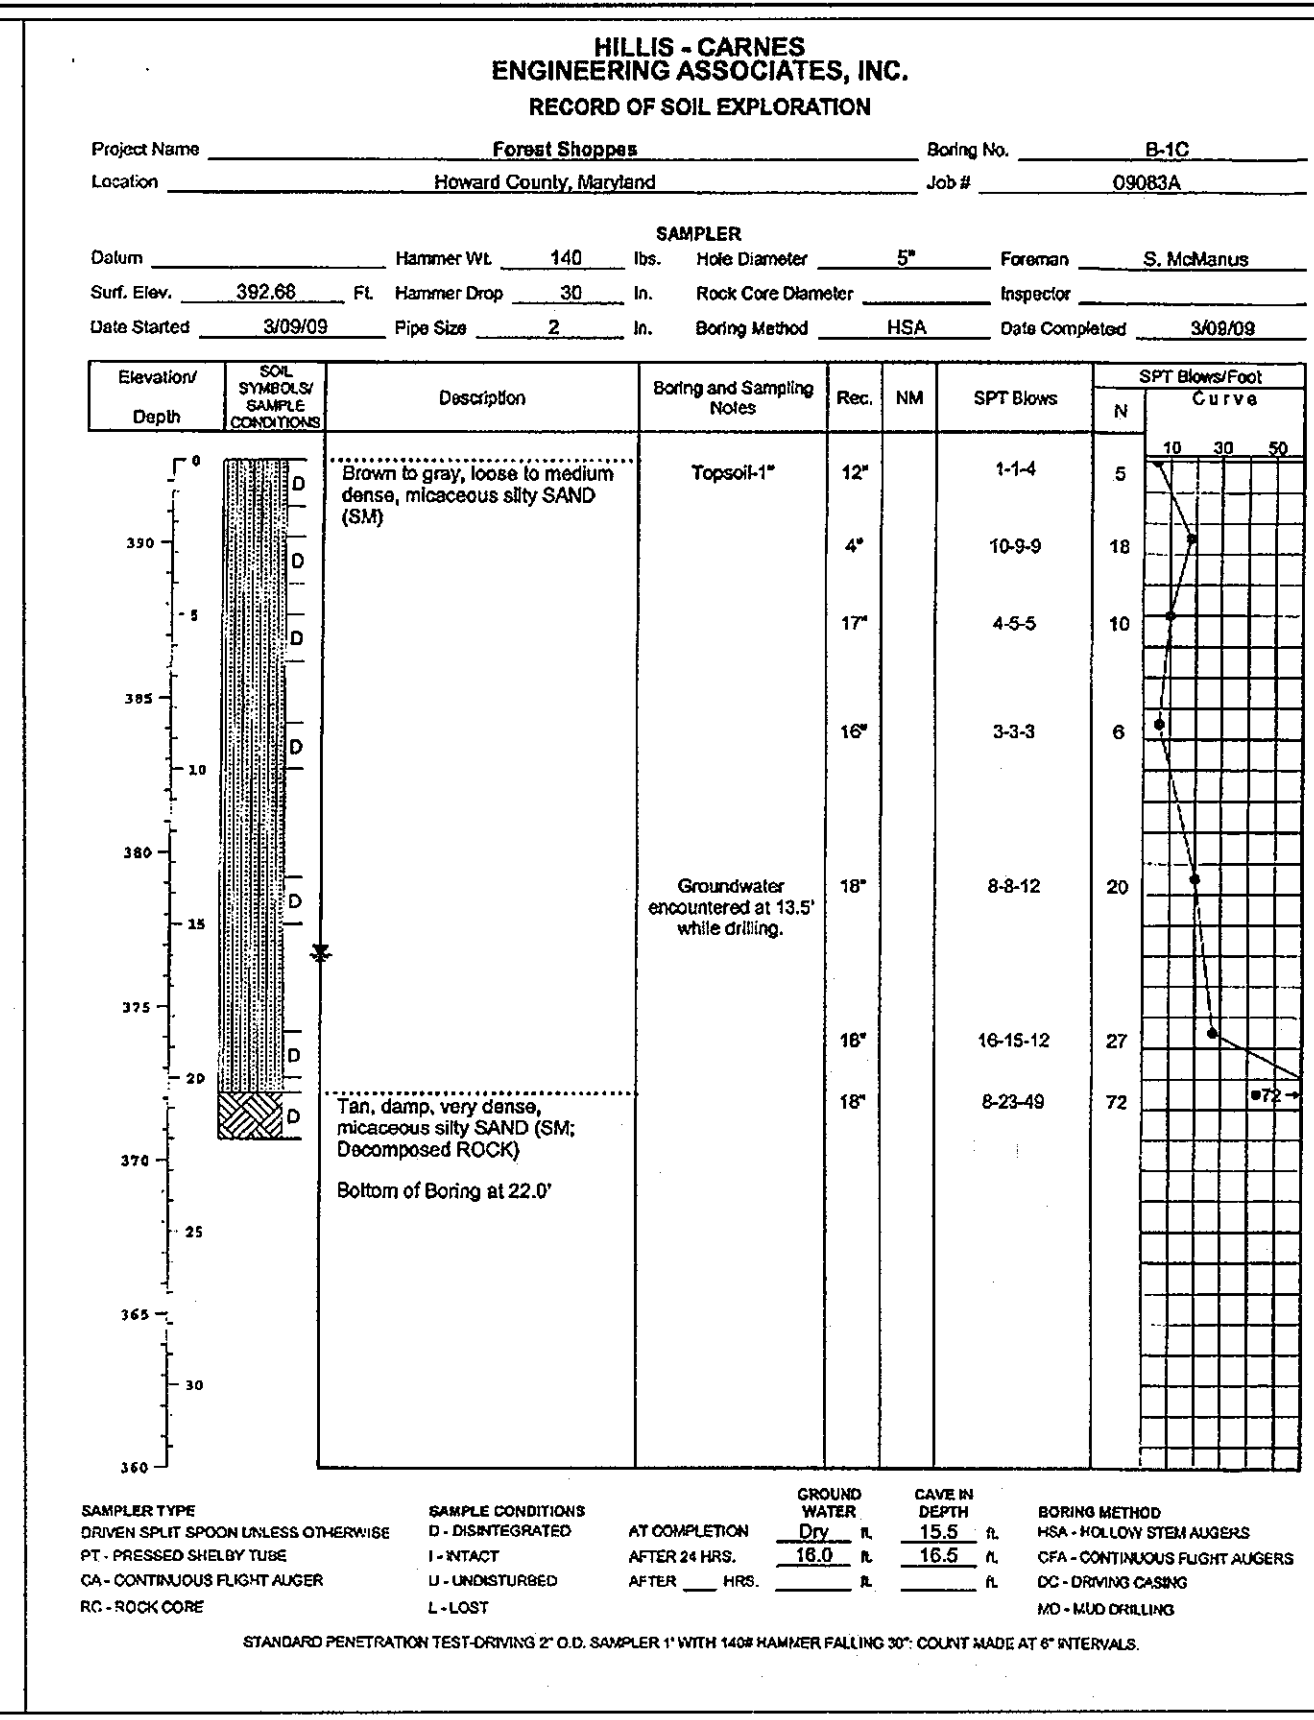 HILLIS - CARNES
ENGINEERING ASSOCIATES, INC.
RECORD OF SOIL EXPLORATION
Project Name Forest Shoppes Boring No. B-1C
Location Howard County, Maryland Job # 09083A
SAMPLER
Datum Hammer Wt. 140 lbs. Hole Diameter 5" Foreman S. McManus
Surf. Elev. 392.68 Ft. Hammer Drop 30 In. Rock Core Diameter Inspector
Date Started 3/09/09 Pipe Size 2 In. Boring Method HSA Date Completed 3/09/09
Elevation/
Depth
SOIL
SYMBOLS/
SAMPLE
CONDITIONS
Description
Boring and Sampling
Notes
Rec.
NM
SPT Blows
SPT Blows/Foot
N
Curve
10 30 50
0
D
Brown to gray, loose to medium
dense, micaceous silty SAND
(SM)
Topsoil-1"
12" 1-1-4 5
390
D
4" 10-9-9 18
5
D
17" 4-5-5 10
385
D
16" 3-3-3 6
10
380
D
Groundwater
encountered at 13.5'
while drilling.
18" 8-8-12 20
15
375
D
18" 16-15-12 27
20
D
Tan, damp, very dense,
micaceous silty SAND (SM;
Decomposed ROCK)
18" 8-23-49 72
72
370
Bottom of Boring at 22.0'
25
365
30
360
SAMPLER TYPE
DRIVEN SPLIT SPOON UNLESS OTHERWISE
PT - PRESSED SHELBY TUBE
CA - CONTINUOUS FLIGHT AUGER
RC - ROCK CORE
SAMPLE CONDITIONS
D - DISINTEGRATED
I - INTACT
U - UNDISTURBED
L - LOST
GROUND
WATER
CAVE IN
DEPTH
AT COMPLETION Dry ft. 15.5 ft.
AFTER 24 HRS. 16.0 ft. 16.5 ft.
AFTER HRS. ft. ft.
BORING METHOD
HSA - HOLLOW STEM AUGERS
CFA - CONTINUOUS FLIGHT AUGERS
DC - DRIVING CASING
MD - MUD DRILLING
STANDARD PENETRATION TEST-DRIVING 2" O.D. SAMPLER 1' WITH 140# HAMMER FALLING 30": COUNT MADE AT 6" INTERVALS.